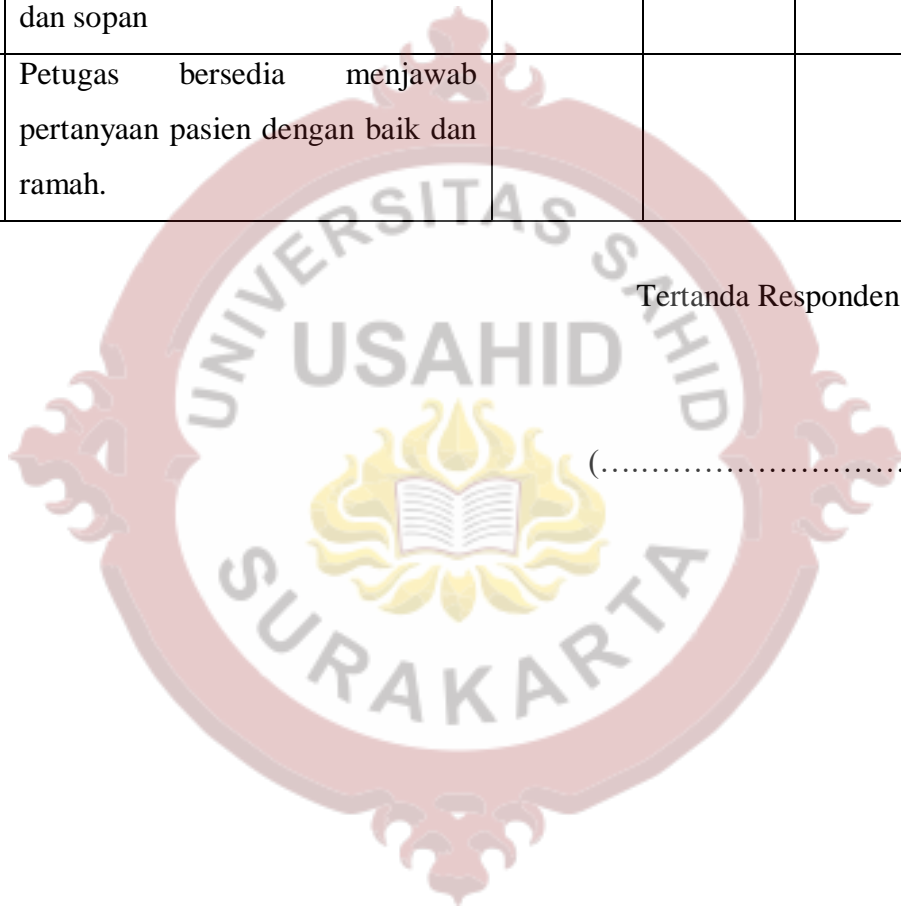 dan sopan
Petugas bersedia menjawab
pertanyaan pasien dengan baik dan
ramah.
Tertanda Responden
(…………………………
UNIVERSITAS SAHID
USAHID
SURAKARTA